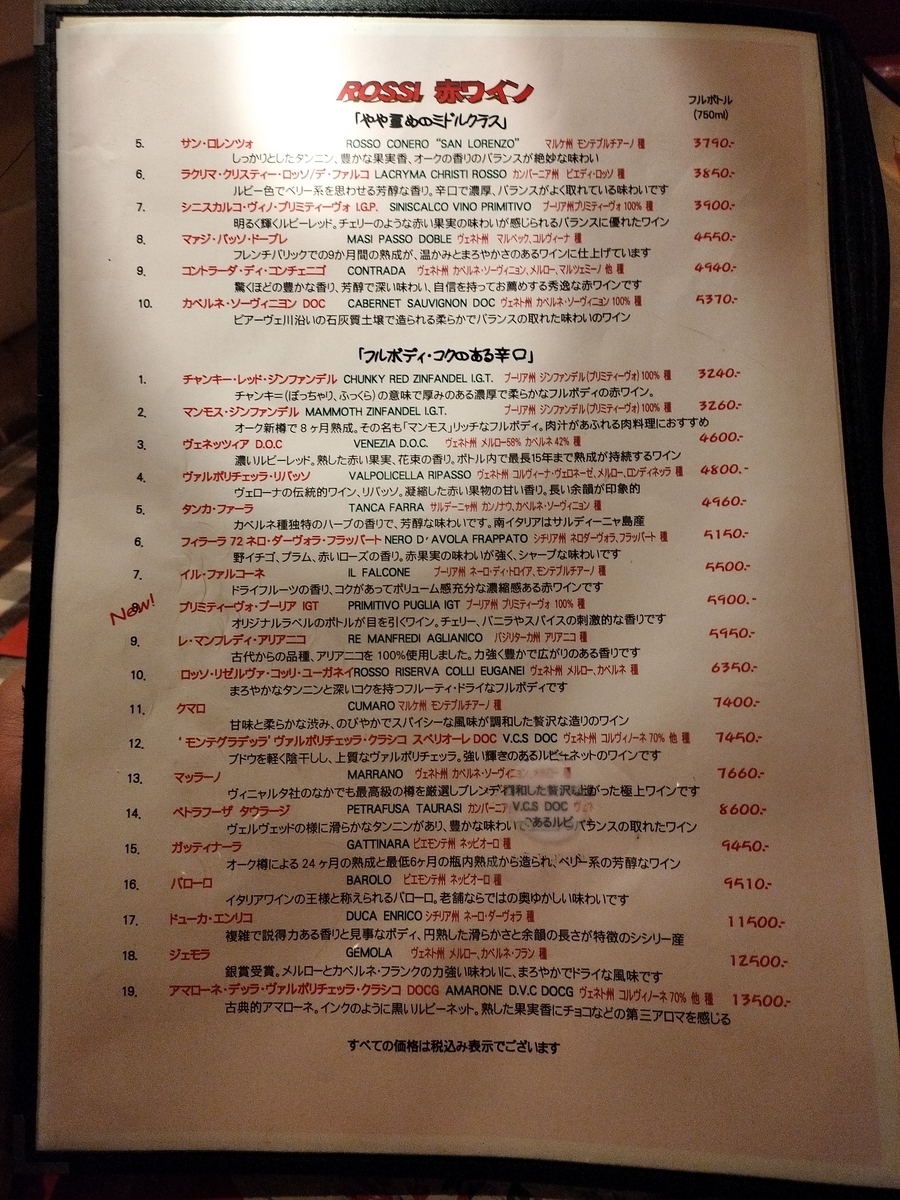 ROSSI 赤ワイン
フルボトル
(750ml)
「やや重めのミドルクラス」
5. サン・ロレンツォ ROSSO CONERO "SAN LORENZO" マルケ州 モンテプルチアーノ 種 3790.-
しっかりとしたタンニン、豊かな果実香、オークの香りのバランスが絶妙な味わい
6. ラクリマ・クリスティー・ロッソ/デ・ファルコ LACRYMA CHRISTI ROSSO カンパーニア州 ピエディ・ロッソ 種 3850.-
ルビー色でベリー系を思わせる芳醇な香り。辛口で濃厚、バランスがよく取れている味わいです
7. シニスカルコ・ヴィノ・プリミティーヴォ I.G.P. SINISCALCO VINO PRIMITIVO プーリア州プリミティーヴォ 100% 種 3900.-
明るく輝くルビーレッド。チェリーのような赤い果実の味わいが感じられるバランスに優れたワイン
8. マァジ・パッソ・ドーブレ MASI PASSO DOBLE ヴェネト州 マルベック,コルヴィーナ 種 4550.-
フレンチバリックでの9か月間の熟成が、温かみとまろやかさのあるワインに仕上げています
9. コントラーダ・ディ・コンチェニゴ CONTRADA ヴェネト州 カベルネ・ソーヴィニョン、メルロー、マルツェミーノ 他 種 4940.-
驚くほどの豊かな香り、芳醇で深い味わい、自信を持ってお薦めする秀逸な赤ワインです
10. カベルネ・ソーヴィニヨン DOC CABERNET SAUVIGNON DOC ヴェネト州 カベルネ・ソーヴィニョン 100% 種 5370.-
ピアーヴェ川沿いの石灰質土壌で造られる柔らかでバランスの取れた味わいのワイン
「フルボディ・コクのある辛口」
1. チャンキー・レッド・ジンファンデル CHUNKY RED ZINFANDEL I.G.T. プーリア州 ジンファンデル(プリミティーヴォ) 100% 種 3240.-
チャンキ=(ぽっちゃり、ふっくら)の意味で厚みのある濃厚で柔らかなフルボディの赤ワイン。
2. マンモス・ジンファンデル MAMMOTH ZINFANDEL I.G.T. プーリア州 ジンファンデル(プリミティーヴォ) 100% 種 3260.-
オーク新樽で8ヶ月熟成。その名も「マンモス」リッチなフルボディ。肉汁があふれる肉料理におすすめ
3. ヴェネッツィア D.O.C VENEZIA D.O.C. ヴェネト州 メルロー58% カベルネ 42% 種 4600.-
濃いルビーレッド。熟した赤い果実、花束の香り。ボトル内で最長15年まで熟成が持続するワイン
4. ヴァルポリチェッラ・リパッソ VALPOLICELLA RIPASSO ヴェネト州 コルヴィーナ・ヴェロネーゼ、メルロー、ロンディネッラ 種 4800.-
ヴェローナの伝統的ワイン、リパッソ。凝縮した赤い果物の甘い香り。長い余韻が印象的
5. タンカ・ファーラ TANCA FARRA サルデーニャ州 カンノナウ、カベルネ・ソーヴィニョン 種 4960.-
カベルネ種独特のハーブの香りで、芳醇な味わいです。南イタリアはサルディーニャ島産
6. フィラーラ 72 ネロ・ダーヴォラ・フラッパート NERO D'AVOLA FRAPPATO シチリア州 ネロダーヴォラ、フラッパート 種 5150.-
野イチゴ、プラム、赤いローズの香り。赤果実の味わいが強く、シャープな味わいです
7. イル・ファルコーネ IL FALCONE プーリア州 ネーロ・ディ・トロイア、モンテプルチアーノ 種 5500.-
ドライフルーツの香り、コクがあってボリューム感充分な濃縮感ある赤ワインです
New!
8. プリミティーヴォ・プーリア IGT PRIMITIVO PUGLIA IGT プーリア州 プリミティーヴォ 100% 種 5900.-
オリジナルラベルのボトルが目を引くワイン。チェリー、バニラやスパイスの刺激的な香りです
9. レ・マンフレディ・アリアニコ RE MANFREDI AGLIANICO バジリターカ州 アリアニコ 種 5950.-
古代からの品種、アリアニコを 100%使用しました。力強く豊かで広がりのある香りです
10. ロッソ・リゼルヴァ・コッリ・ユーガネイ ROSSO RISERVA COLLI EUGANEI ヴェネト州 メルロー、カベルネ 種 6350.-
まろやかなタンニンと深いコクを持つフルーティ・ドライなフルボディです
11. クマロ CUMARO マルケ州 モンテプルチアーノ 種 7400.-
甘味と柔らかな渋み、のびやかでスパイシーな風味が調和した贅沢な造りのワイン
12. 'モンテグラデッラ' ヴァルポリチェッラ・クラシコ スペリオーレ DOC V.C.S DOC ヴェネト州 コルヴィノーネ 70% 他 種 7450.-
ブドウを軽く陰干しし、上質なヴァルポリチェッラ。強い輝きのあるルビーネットのワインです
13. マッラーノ MARRANO ヴェネト州 カベルネ・ソーヴィニ 種 7660.-
ヴィニャルタ社のなかでも最高級の樽を厳選しブレンド った極上ワインです
14. ペトラフーザ タウラージ PETRAFUSA TAURASI カンパーニア 8600.-
ヴェルヴェッドの様に滑らかなタンニンがあり、豊かな味わい バランスの取れたワイン
15. ガッティナーラ GATTINARA ピエモンテ州 ネッビオーロ 種 9450.-
オーク樽による 24 ヶ月の熟成と最低6ヶ月の瓶内熟成から造られ、ベリー系の芳醇なワイン
16. バローロ BAROLO ピエモンテ州 ネッビオーロ 種 9510.-
イタリアワインの王様と称えられるバローロ。老舗ならではの奥ゆかしい味わいです
17. ドューカ・エンリコ DUCA ENRICO シチリア州 ネーロ・ダーヴォラ 種 11500.-
複雑で説得力ある香りと見事なボディ、円熟した滑らかさと余韻の長さが特徴のシシリー産
18. ジェモラ GEMOLA ヴェネト州 メルロー、カベルネ・フラン 種 12500.-
銀賞受賞。メルローとカベルネ・フランクの力強い味わいに、まろやかでドライな風味です
19. アマローネ・デッラ・ヴァルポリチェッラ・クラシコ DOCG AMARONE D.V.C DOCG ヴェネト州 コルヴィノーネ 70% 他 種 13500.-
古典的アマローネ。インクのように黒いルビーネット。熟した果実香にチョコなどの第三アロマを感じる
すべての価格は税込み表示でございます